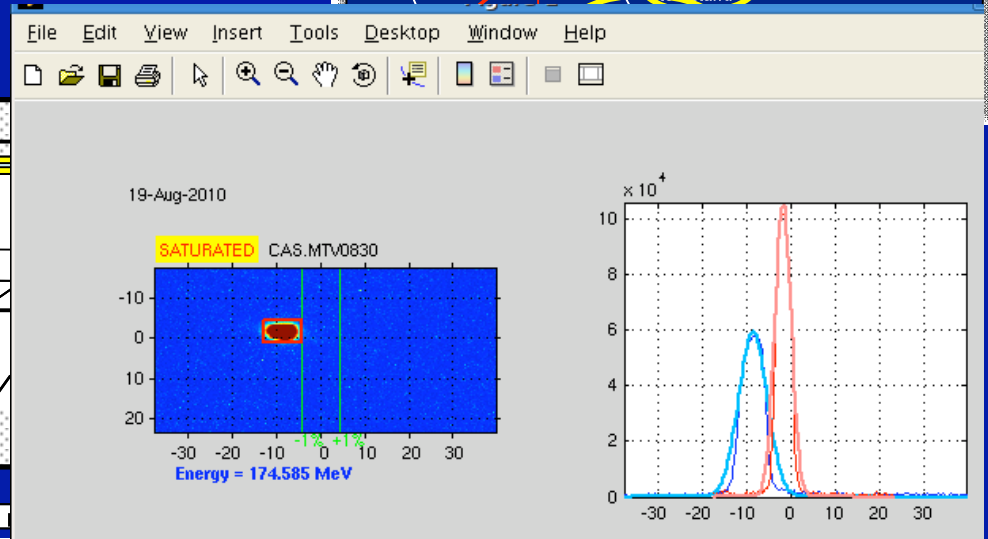 File Edit View Insert Tools Desktop Window Help
19-Aug-2010
SATURATED CAS.MTV0830
-10
0
10
20
-30 -20 -10 0 10 20 30
-1% +1%
Energy = 174.585 MeV
x 10 4
10
8
6
4
2
0
-30 -20 -10 0 10 20 30